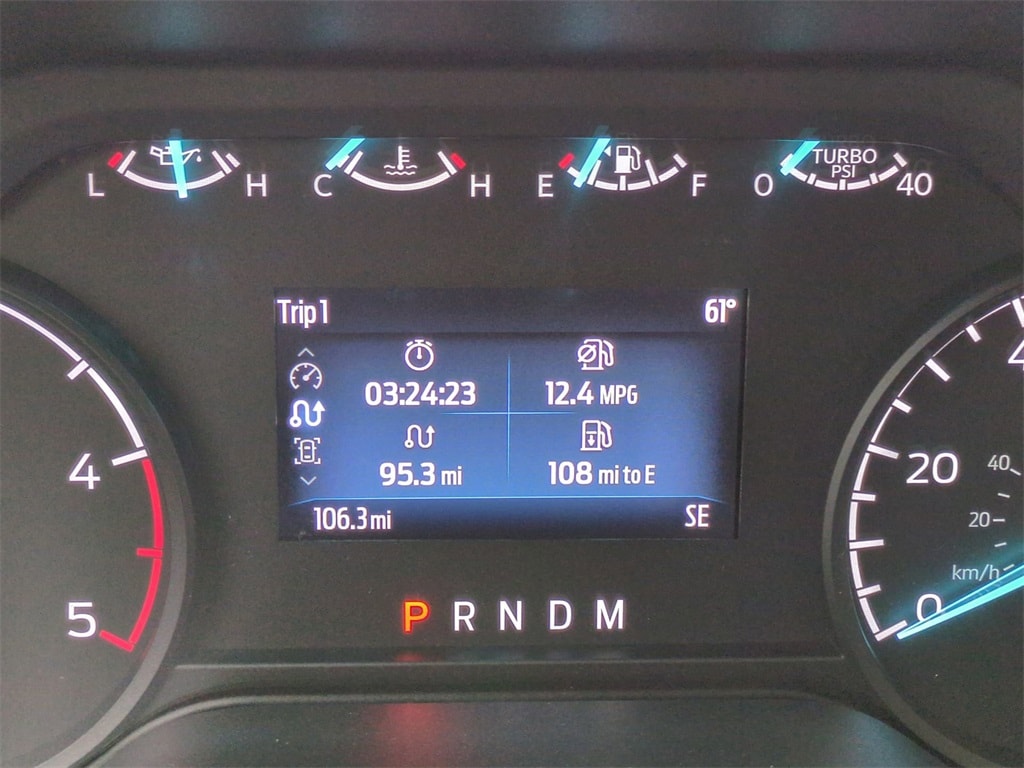 L H C H E F 0 TURBO PSI 40
Trip 1 61°
03:24:23 12.4 MPG
95.3 mi 108 mi to E
106.3 mi SE
4
5
20
0
40
20
km/h
P R N D M